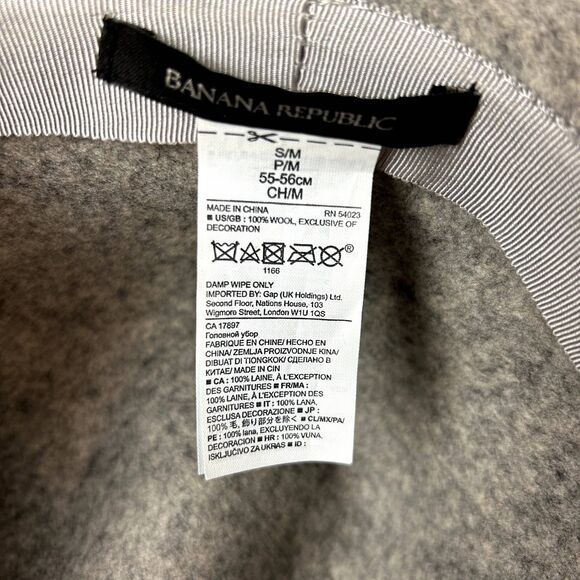 BANANA REPUBLIC
S/M
P/M
55-56CM
CH/M
MADE IN CHINA RN 54023
■ US/GB : 100% WOOL, EXCLUSIVE OF
DECORATION
®
1166
DAMP WIPE ONLY
IMPORTED BY: Gap (UK Holdings) Ltd.
Second Floor, Nations House, 103
Wigmore Street, London W1U 1QS
CA 17897
Головной убор
FABRIQUE EN CHINE/ HECHO EN
CHINA/ ZEMLJA PROIZVODNJE KINA/
DIBUAT DI TIONGKOK/ СДЕЛАНО В
КИТАЕ/ MADE IN CIN
■ CA : 100% LAINE, À L'EXCEPTION
DES GARNITURES ■ FR/MA :
100% LAINE, À L'EXCEPTION DES
GARNITURES ■ IT : 100% LANA,
ESCLUSA DECORAZIONE ■ JP :
100% 毛, 飾り部分を除く ■ CL/MX/PA/
PE : 100% lana, EXCLUYENDO LA
DECORACION ■ HR : 100% VUNA,
ISKLJUČIVO ZA UKRAS ■ ID :